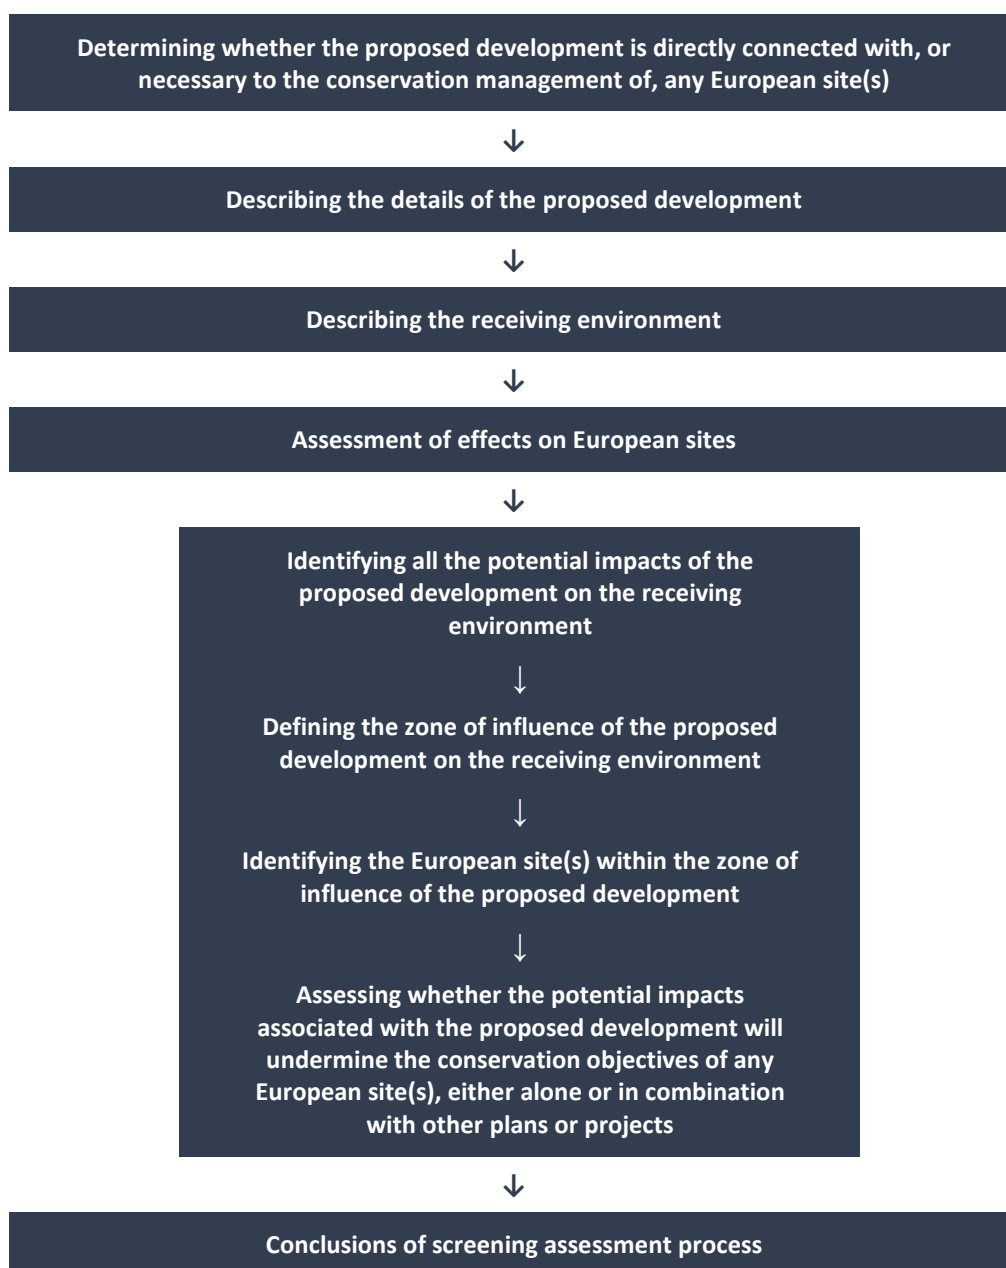 Determining whether the proposed development is directly connected with, or
necessary to the conservation management of, any European site(s)
Describing the details of the proposed development
Describing the receiving environment
Assessment of effects on European sites
Identifying all the potential impacts of the
proposed development on the receiving
environment
Defining the zone of influence of the proposed
development on the receiving environment
Identifying the European site(s) within the zone of
influence of the proposed development
Assessing whether the potential impacts
associated with the proposed development will
undermine the conservation objectives of any
European site(s), either alone or in combination
with other plans or projects
Conclusions of screening assessment process